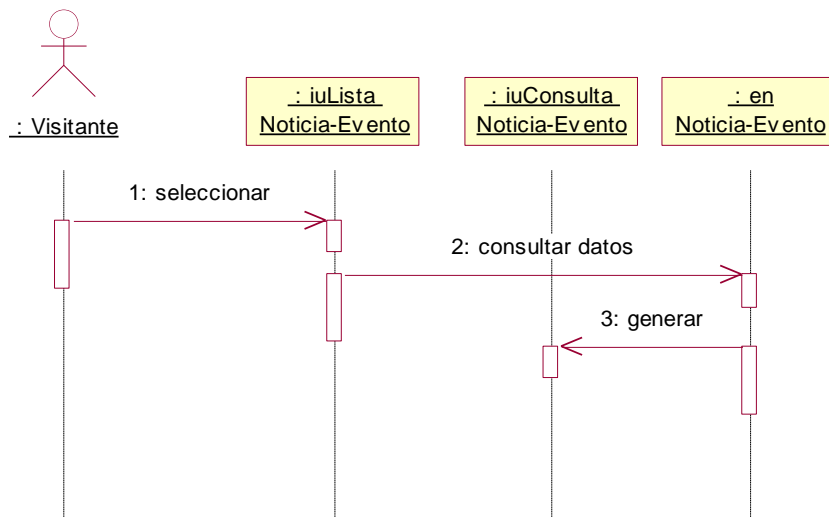 : Visitante
: iuLista
Noticia-Evento
: iuConsulta
Noticia-Evento
: en
Noticia-Evento
1: seleccionar
2: consultar datos
3: generar